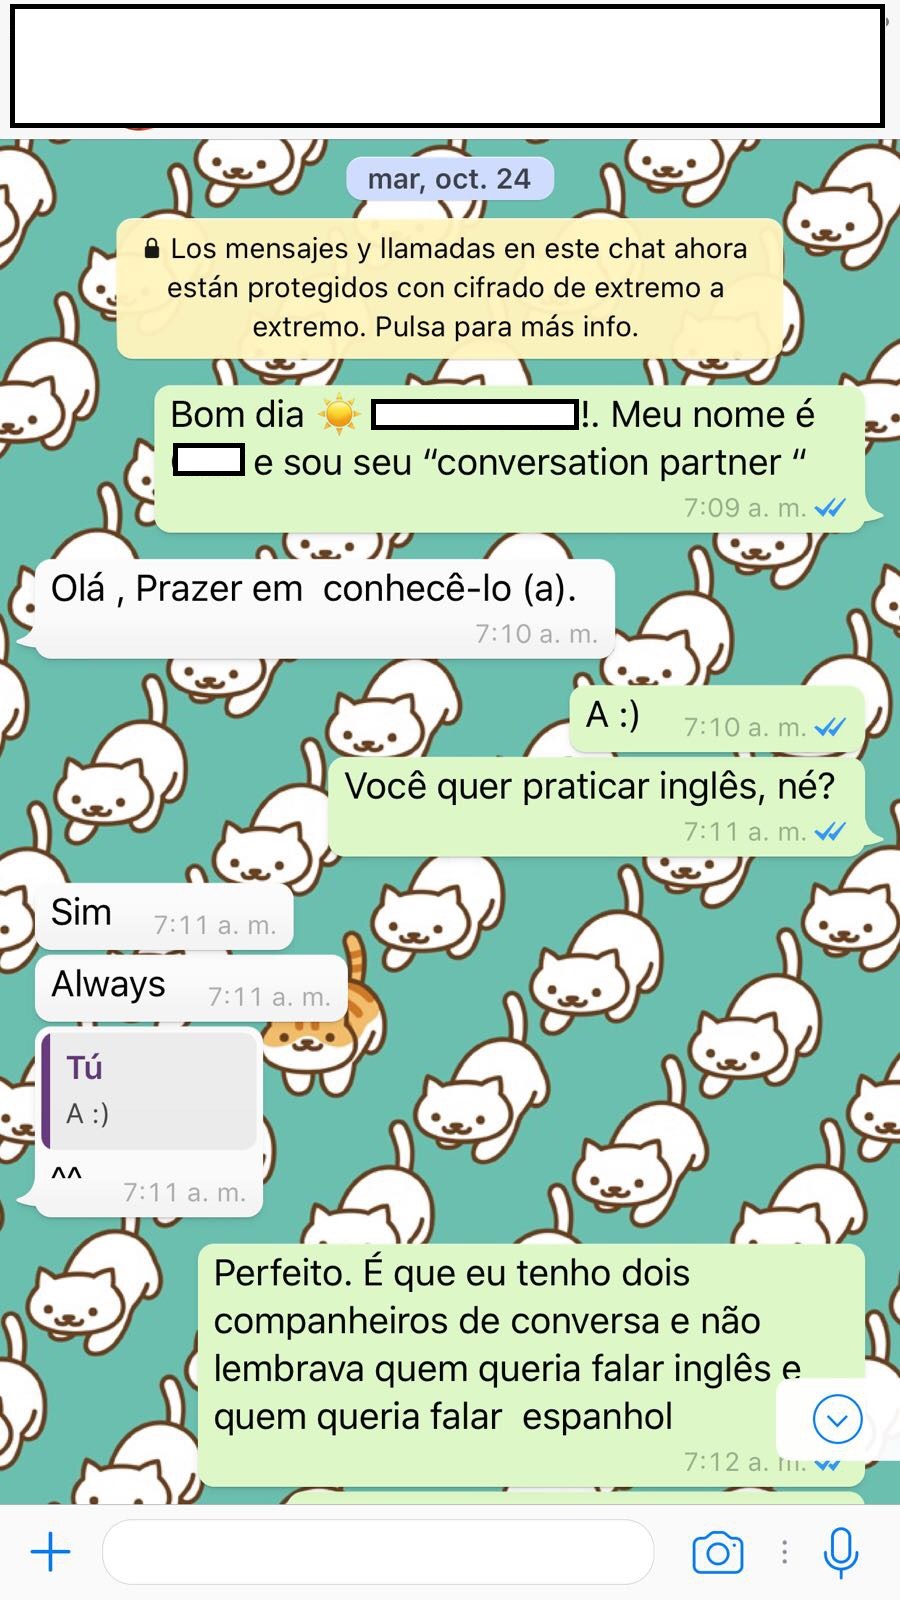 mar, oct. 24
Los mensajes y llamadas en este chat ahora
están protegidos con cifrado de extremo a
extremo. Pulsa para más info.
Bom dia ☀️ !. Meu nome é
e sou seu “conversation partner “
7:09 a. m.
Olá , Prazer em  conhecê-lo (a).
7:10 a. m.
A :)
7:10 a. m.
Você quer praticar inglês, né?
7:11 a. m.
Sim
7:11 a. m.
Always
7:11 a. m.
Tú
A :)
^^
7:11 a. m.
Perfeito. É que eu tenho dois
companheiros de conversa e não
lembrava quem queria falar inglês e
quem queria falar  espanhol
7:12 a. m.